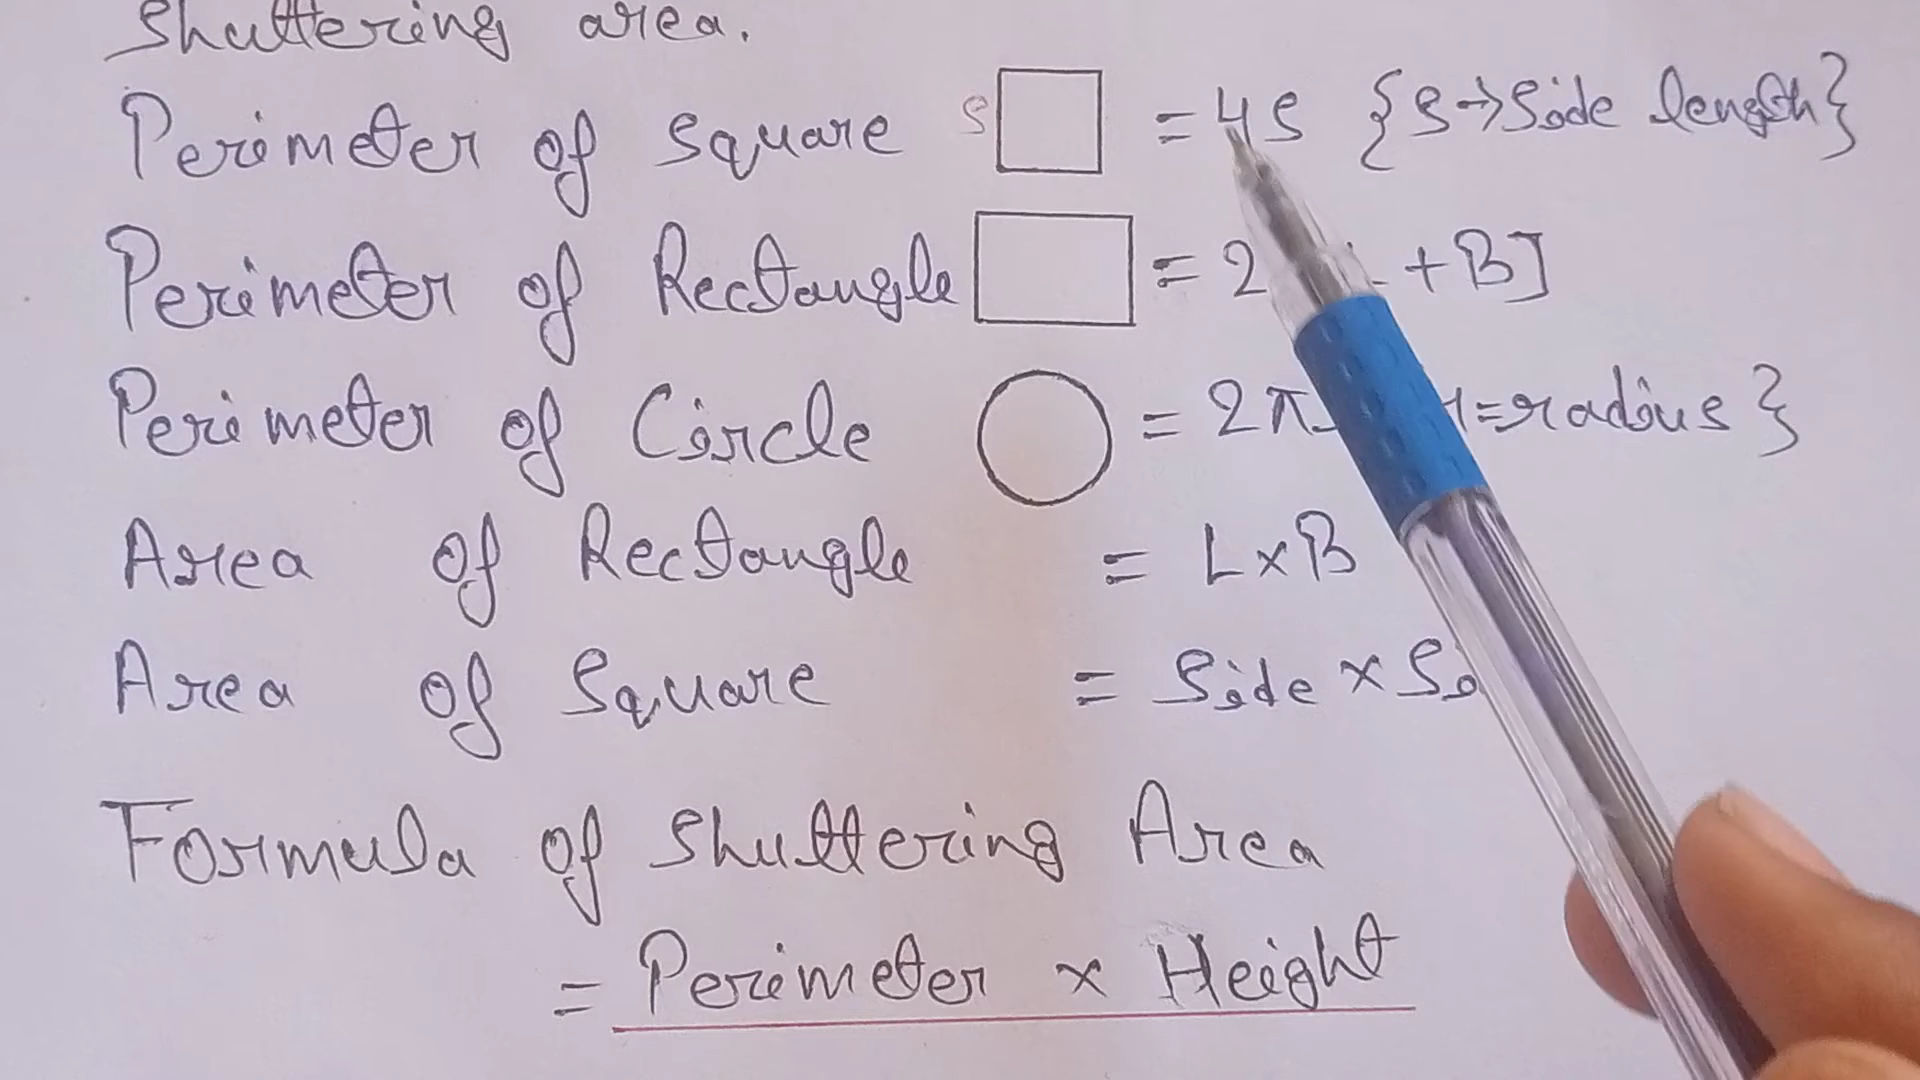 Shuttering area.
Perimeter of square S = 4S {S→Side length}
Perimeter of Rectangle = 2 + B]
Perimeter of Circle = 2π =radius}
Area of Rectangle = L×B
Area of Square = Side ×
Formula of Shuttering Area
= Perimeter × Height